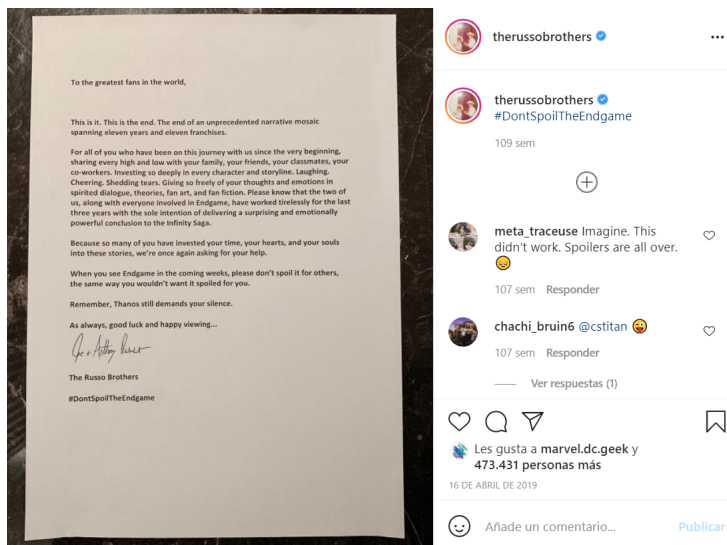 To the greatest fans in the world,
This is it. This is the end. The end of an unprecedented narrative mosaic
spanning eleven years and eleven franchises.
For all of you who have been on this journey with us since the very beginning,
sharing every high and low with your family, your friends, your classmates, your
co-workers. Investing so deeply in every character and storyline. Laughing.
Cheering. Shedding tears. Giving so freely of your thoughts and emotions in
spirited dialogue, theories, fan art, and fan fiction. Please know that the two of
us, along with everyone involved in Endgame, have worked tirelessly for the last
three years with the sole intention of delivering a surprising and emotionally
powerful conclusion to the Infinity Saga.
Because so many of you have invested your time, your hearts, and your souls
into these stories, we're once again asking for your help.
When you see Endgame in the coming weeks, please don't spoil it for others,
the same way you wouldn't want it spoiled for you.
Remember, Thanos still demands your silence.
As always, good luck and happy viewing...
Joe + Anthony Russo
The Russo Brothers
#DontSpoilTheEndgame
therussobrothers
therussobrothers
#DontSpoilTheEndgame
109 sem
meta_traceuse Imagine. This
didn't work. Spoilers are all over.
😞
107 sem Responder
chachi_bruin6 @cstitan 😜
107 sem Responder
Ver respuestas (1)
Les gusta a marvel.dc.geek y
473.431 personas más
16 DE ABRIL DE 2019
Añade un comentario... Publicar